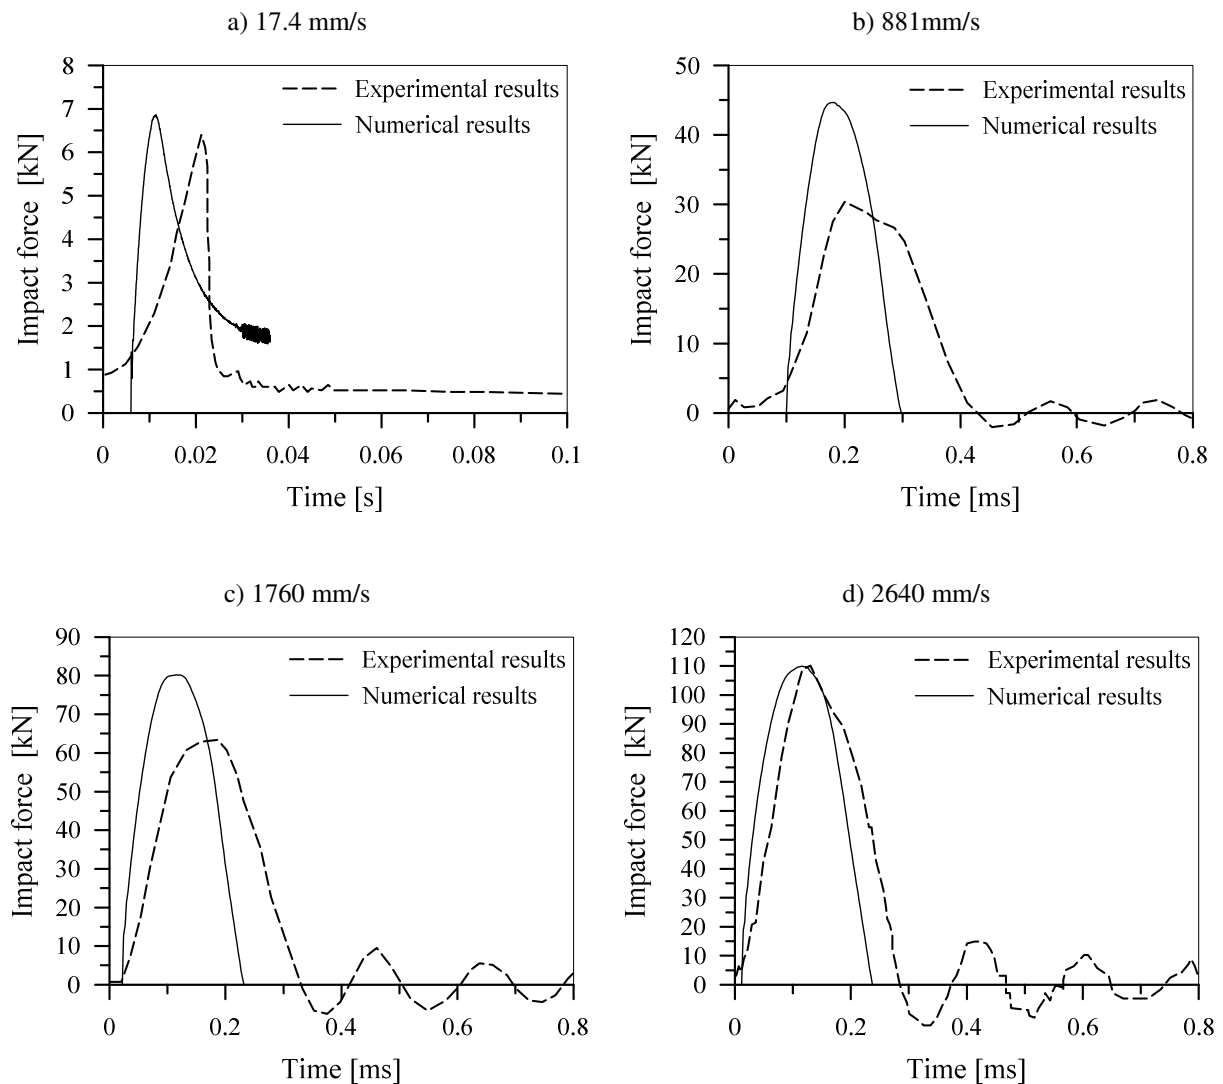 a) 17.4 mm/s
8
7
6
5
4
3
2
1
0
Impact force [kN]
Experimental results
Numerical results
0 0.02 0.04 0.06 0.08 0.1
Time [s]
b) 881mm/s
50
40
30
20
10
0
Impact force [kN]
Experimental results
Numerical results
0 0.2 0.4 0.6 0.8
Time [ms]
c) 1760 mm/s
90
80
70
60
50
40
30
20
10
0
Impact force [kN]
Experimental results
Numerical results
0 0.2 0.4 0.6 0.8
Time [ms]
d) 2640 mm/s
120
110
100
90
80
70
60
50
40
30
20
10
0
Impact force [kN]
Experimental results
Numerical results
0 0.2 0.4 0.6 0.8
Time [ms]